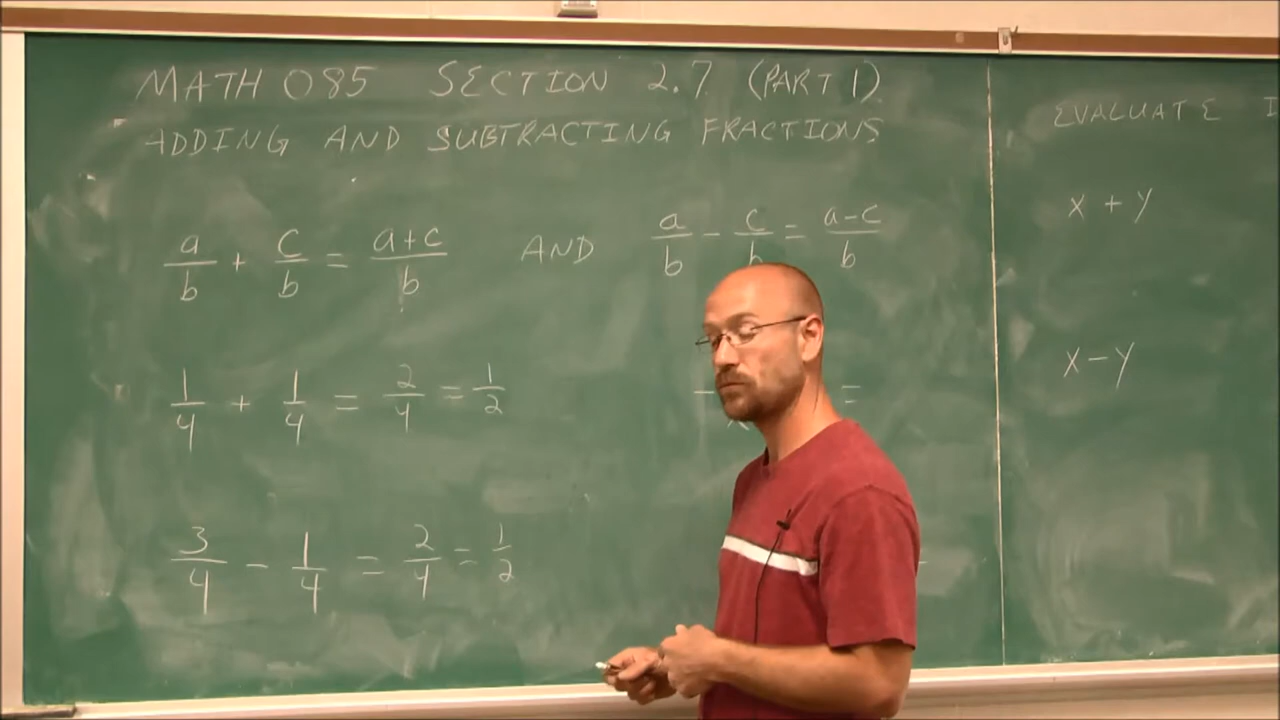 MATH 085 SECTION 2.7 (PART 1)
ADDING AND SUBTRACTING FRACTIONS
a/b + c/b = a+c/b AND a/b - c/b = a-c/b
1/4 + 1/4 = 2/4 = 1/2
3/4 - 1/4 = 2/4 = 1/2
EVALUATE
x + y
x - y